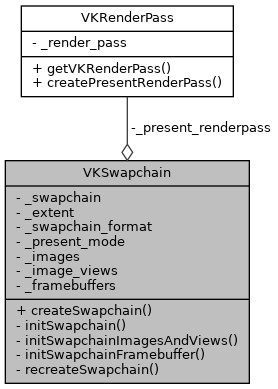 VKRenderPass
- _render_pass
+ getVKRenderPass()
+ createPresentRenderPass()
-_present_renderpass
VKSwapchain
- _swapchain
- _extent
- _swapchain_format
- _present_mode
- _images
- _image_views
- _framebuffers
+ createSwapchain()
- initSwapchain()
- initSwapchainImagesAndViews()
- initSwapchainFramebuffer()
- recreateSwapchain()